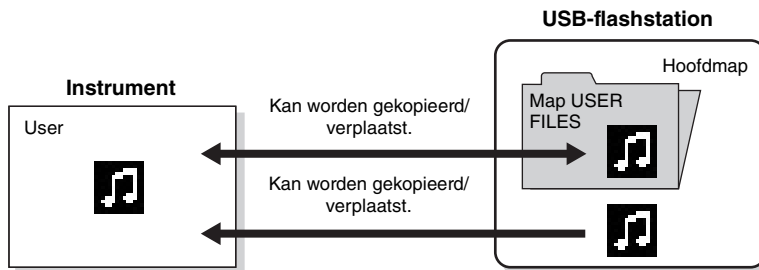 USB-flashstation
Hoofdmap
Instrument
Map USER
FILES
User
Kan worden gekopieerd/
verplaatst.
Kan worden gekopieerd/
verplaatst.